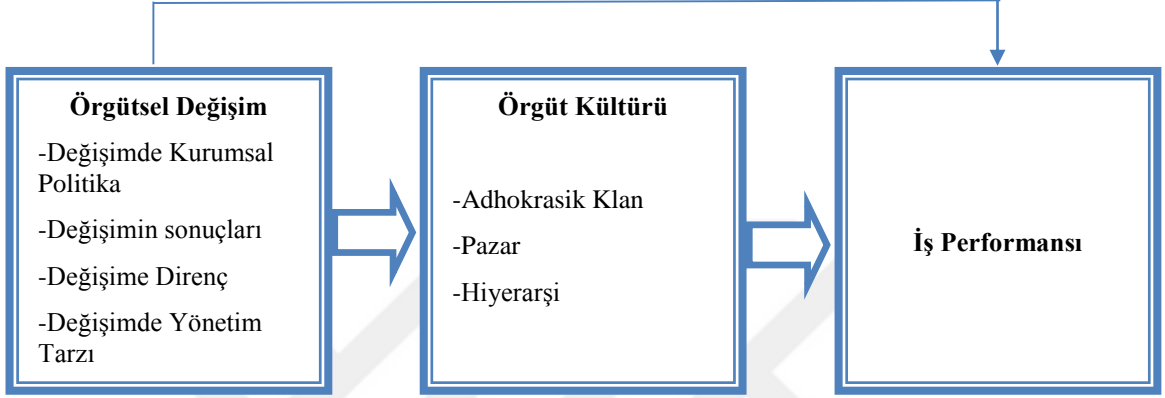 Örgütsel Değişim
-Değişimde Kurumsal
Politika
-Değişimin sonuçları
-Değişime Direnç
-Değişimde Yönetim
Tarzı
Örgüt Kültürü
-Adhokrasik Klan
-Pazar
-Hiyerarşi
İş Performansı